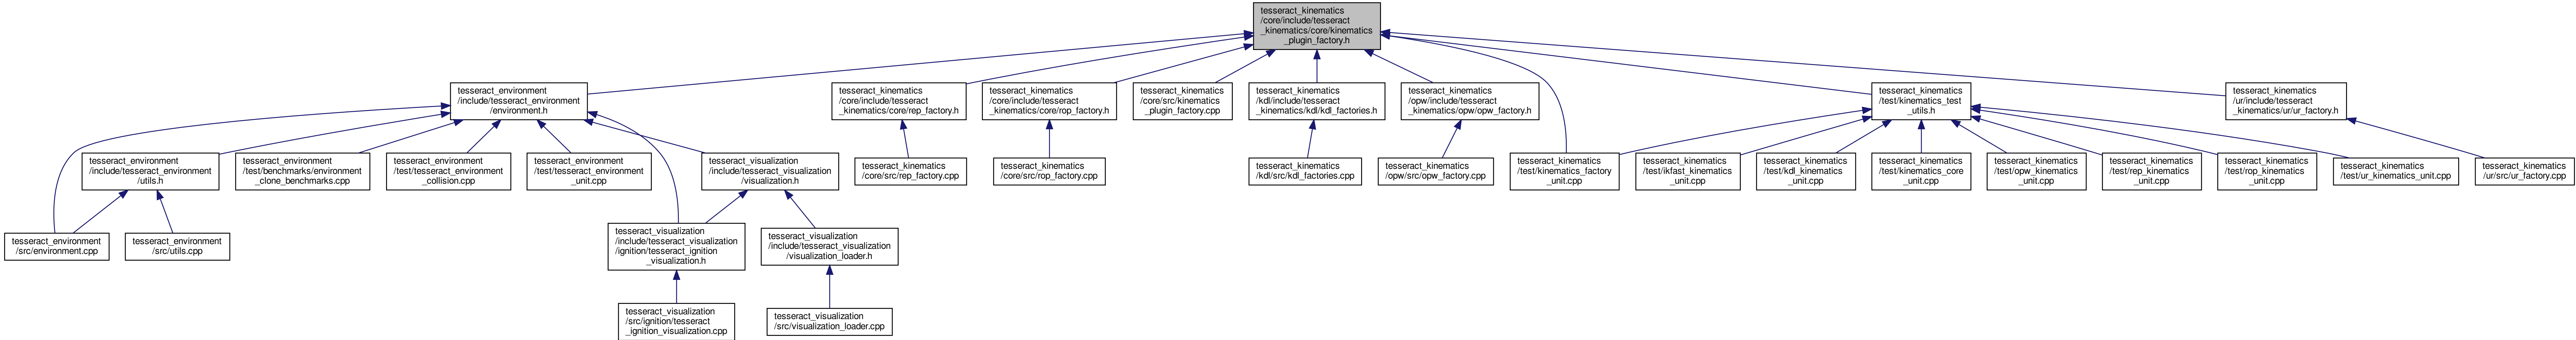 tesseract_kinematics
/core/include/tesseract
_kinematics/core/kinematics
_plugin_factory.h
tesseract_environment
/include/tesseract_environment
/environment.h
tesseract_kinematics
/core/include/tesseract
_kinematics/core/rep_factory.h
tesseract_kinematics
/core/include/tesseract
_kinematics/core/rop_factory.h
tesseract_kinematics
/core/src/kinematics
_plugin_factory.cpp
tesseract_kinematics
/kdl/include/tesseract
_kinematics/kdl/kdl_factories.h
tesseract_kinematics
/opw/include/tesseract
_kinematics/opw/opw_factory.h
tesseract_kinematics
/test/kinematics_test
_utils.h
tesseract_kinematics
/ur/include/tesseract
_kinematics/ur/ur_factory.h
tesseract_environment
/include/tesseract_environment
/utils.h
tesseract_environment
/test/benchmarks/environment
_clone_benchmarks.cpp
tesseract_environment
/test/tesseract_environment
_collision.cpp
tesseract_environment
/test/tesseract_environment
_unit.cpp
tesseract_visualization
/include/tesseract_visualization
/visualization.h
tesseract_kinematics
/core/src/rep_factory.cpp
tesseract_kinematics
/core/src/rop_factory.cpp
tesseract_kinematics
/kdl/src/kdl_factories.cpp
tesseract_kinematics
/opw/src/opw_factory.cpp
tesseract_kinematics
/test/kinematics_factory
_unit.cpp
tesseract_kinematics
/test/ikfast_kinematics
_unit.cpp
tesseract_kinematics
/test/kdl_kinematics
_unit.cpp
tesseract_kinematics
/test/kinematics_core
_unit.cpp
tesseract_kinematics
/test/opw_kinematics
_unit.cpp
tesseract_kinematics
/test/rep_kinematics
_unit.cpp
tesseract_kinematics
/test/rop_kinematics
_unit.cpp
tesseract_kinematics
/test/ur_kinematics_unit.cpp
tesseract_kinematics
/ur/src/ur_factory.cpp
tesseract_environment
/src/environment.cpp
tesseract_environment
/src/utils.cpp
tesseract_visualization
/include/tesseract_visualization
/ignition/tesseract_ignition
_visualization.h
tesseract_visualization
/include/tesseract_visualization
/visualization_loader.h
tesseract_visualization
/src/ignition/tesseract
_ignition_visualization.cpp
tesseract_visualization
/src/visualization_loader.cpp